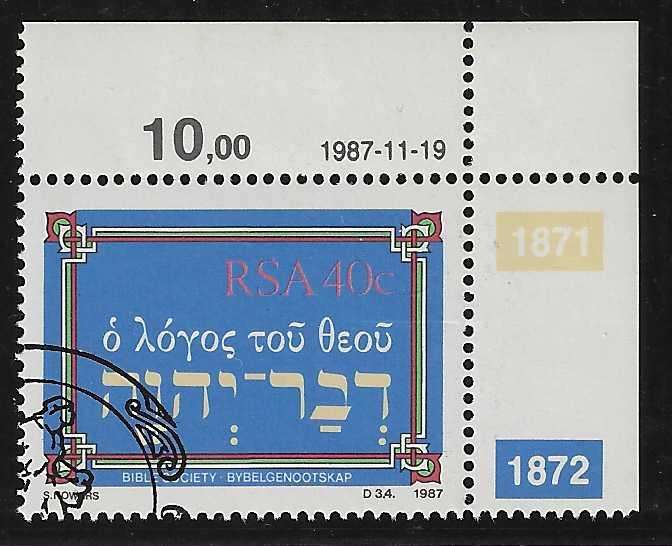 10,00 1987-11-19
1871
RSA 40c
ὁ λόγος τοῦ θεοῦ
דְּבַר־יְהוָה
1872
BIBLE SOCIETY · BYBELGENOOTSKAP
S.BOWERS D 3.4. 1987